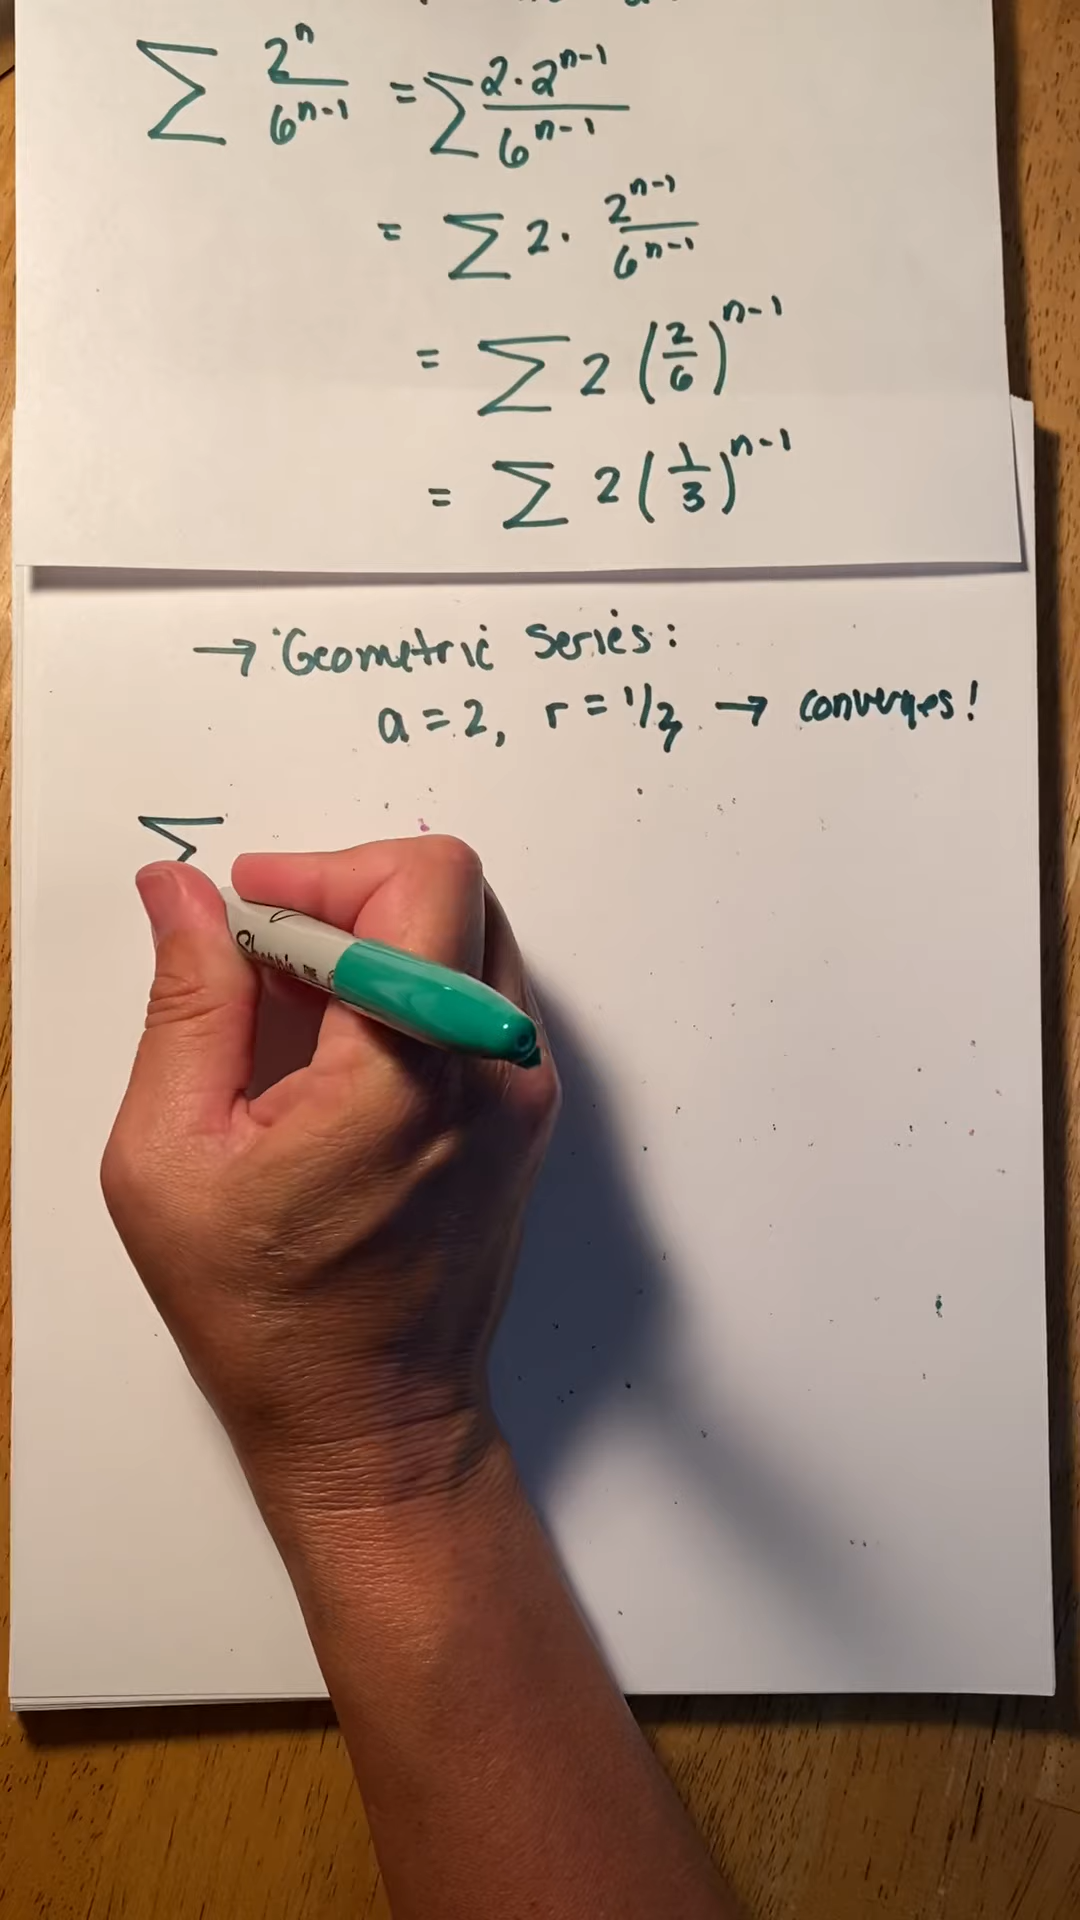 ∑ 2ⁿ/6ⁿ⁻¹ = ∑ 2·2ⁿ⁻¹/6ⁿ⁻¹
= ∑ 2· 2ⁿ⁻¹/6ⁿ⁻¹
= ∑ 2 (2/6)ⁿ⁻¹
= ∑ 2 (1/3)ⁿ⁻¹
→ Geometric Series:
a = 2, r = 1/3 → converges!
∑
Sharpie